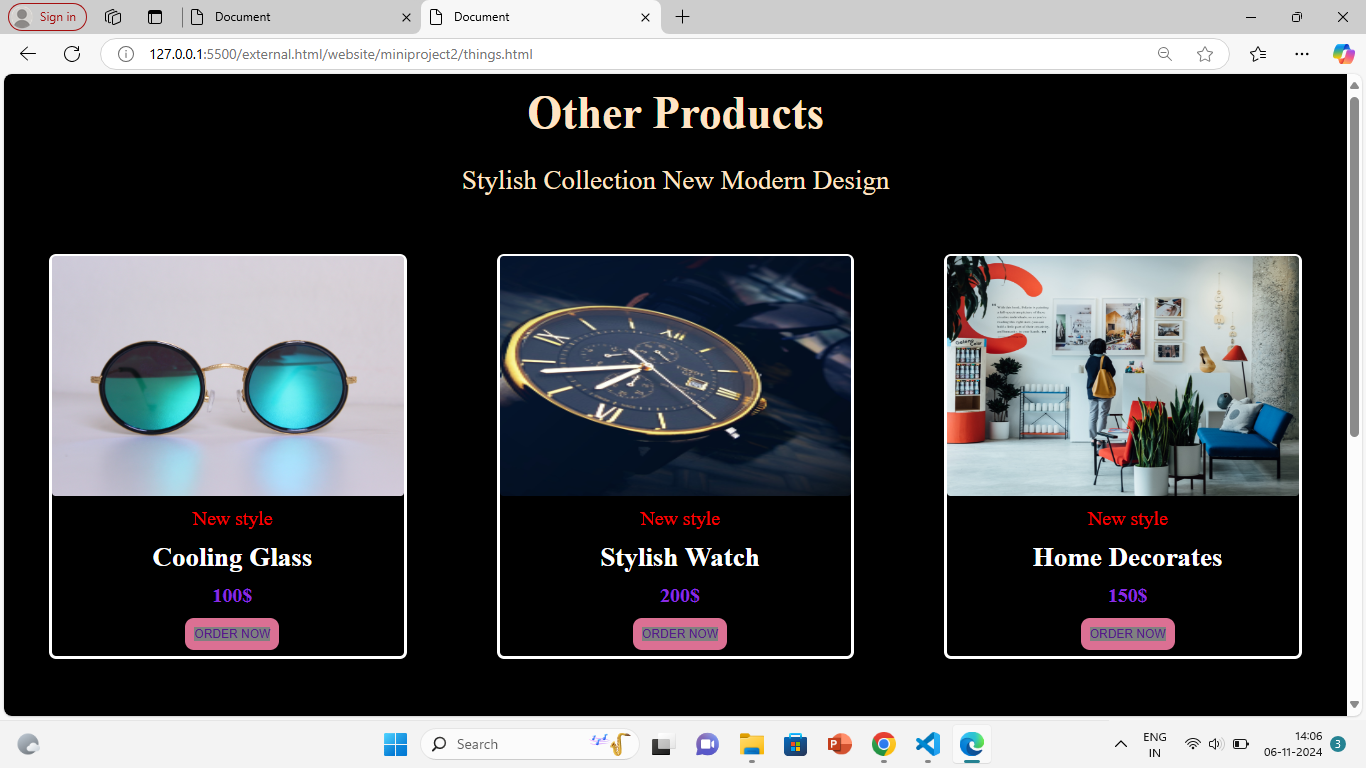 Sign in
Document
Document
127.0.0.1:5500/external.html/website/miniproject2/things.html
Other Products
Stylish Collection New Modern Design
New style
Cooling Glass
100$
ORDER NOW
New style
Stylish Watch
200$
ORDER NOW
New style
Home Decorates
150$
ORDER NOW
Search
ENG
IN
14:06
06-11-2024
3